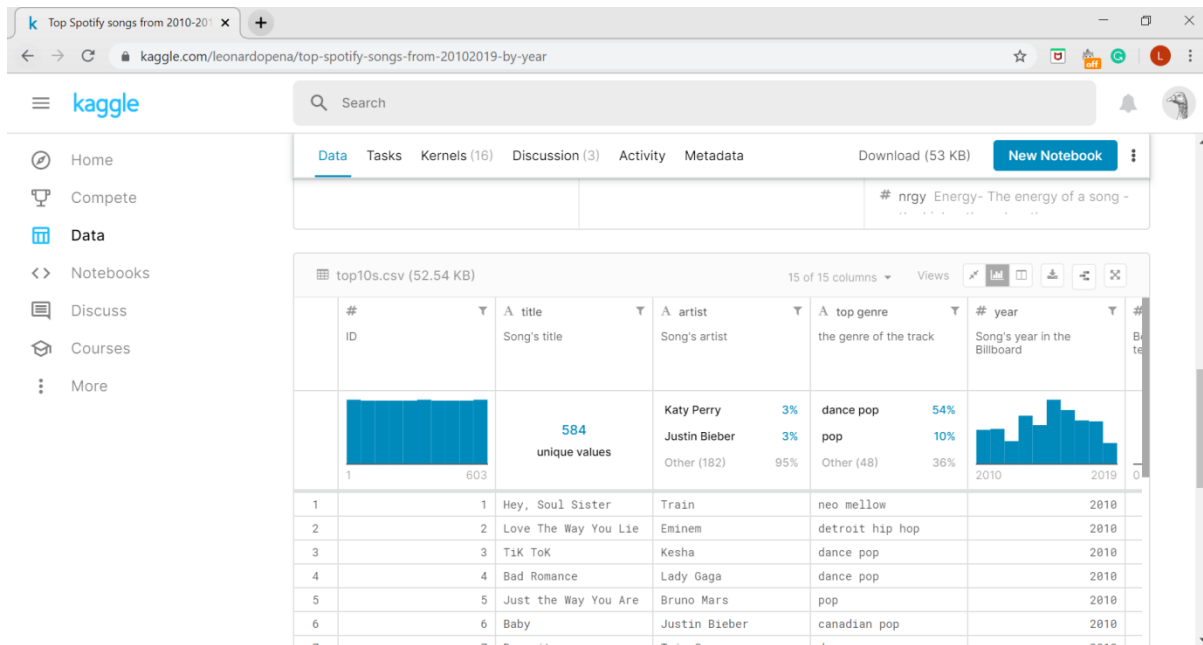 k Top Spotify songs from 2010-201
kaggle.com/leonardopena/top-spotify-songs-from-20102019-by-year
off
G
L
kaggle
Search
Home
Compete
Data
Notebooks
Discuss
Courses
More
Data Tasks Kernels (16) Discussion (3) Activity Metadata Download (53 KB) New Notebook
# nrgy Energy- The energy of a song -
top10s.csv (52.54 KB) 15 of 15 columns Views
# A title A artist A top genre # year #
ID Song's title Song's artist the genre of the track Song's year in the
Billboard
584
unique values
Katy Perry 3% dance pop 54%
Justin Bieber 3% pop 10%
Other (182) 95% Other (48) 36%
1 603 2010 2019 0
1 1 Hey, Soul Sister Train neo mellow 2010
2 2 Love The Way You Lie Eminem detroit hip hop 2010
3 3 TiK ToK Kesha dance pop 2010
4 4 Bad Romance Lady Gaga dance pop 2010
5 5 Just the Way You Are Bruno Mars pop 2010
6 6 Baby Justin Bieber canadian pop 2010